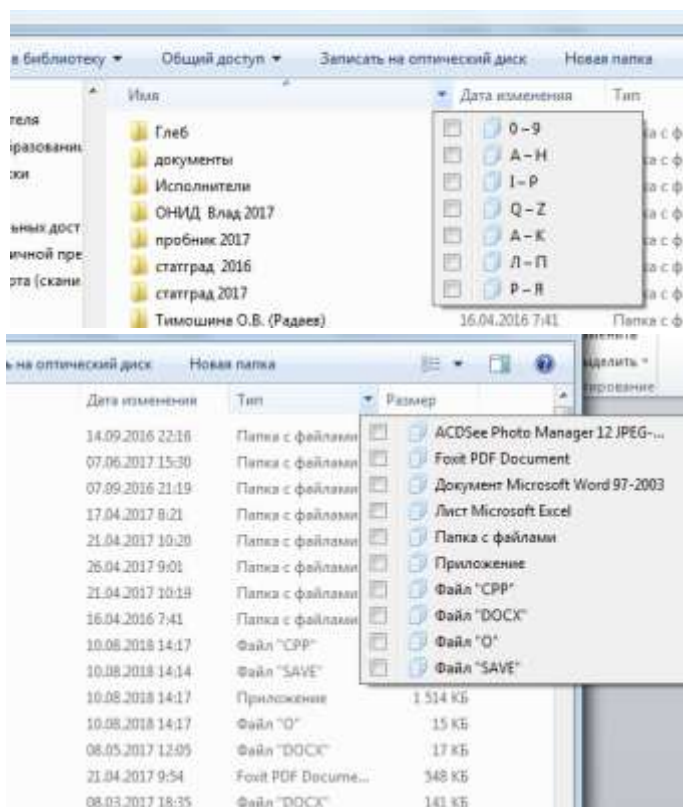 в библиотеку Общий доступ Записать на оптический диск Новая папка
Имя Дата изменения Тип
теля
Глеб 0 – 9
документы A – H
Исполнители I – P
ОНИД Влад 2017 Q – Z
ьных дост
пробник 2017 А – К
ичной пре
статград 2016 Л – П
рта (скани
статград 2017 Р – Я
Тимошина О.В. (Радаев) 16.04.2016 7:41 Папка с ф
ь на оптический диск Новая папка
Дата изменения Тип Размер
14.09.2016 22:16 Папка с файлами ACDSee Photo Manager 12 JPEG-...
07.06.2017 15:30 Папка с файлами Foxit PDF Document
07.09.2016 21:19 Папка с файлами Документ Microsoft Word 97-2003
17.04.2017 8:21 Папка с файлами Лист Microsoft Excel
21.04.2017 10:20 Папка с файлами Папка с файлами
26.04.2017 9:01 Папка с файлами Приложение
21.04.2017 10:19 Папка с файлами Файл "CPP"
16.04.2016 7:41 Папка с файлами Файл "DOCX"
10.08.2018 14:17 Файл "CPP" Файл "O"
10.08.2018 14:14 Файл "SAVE" Файл "SAVE"
10.08.2018 14:17 Приложение 1 514 КБ
10.08.2018 14:17 Файл "O" 15 КБ
08.05.2017 12:05 Файл "DOCX" 17 КБ
21.04.2017 9:54 Foxit PDF Docume... 548 КБ
08.03.2017 18:35 Файл "DOCX" 141 КБ